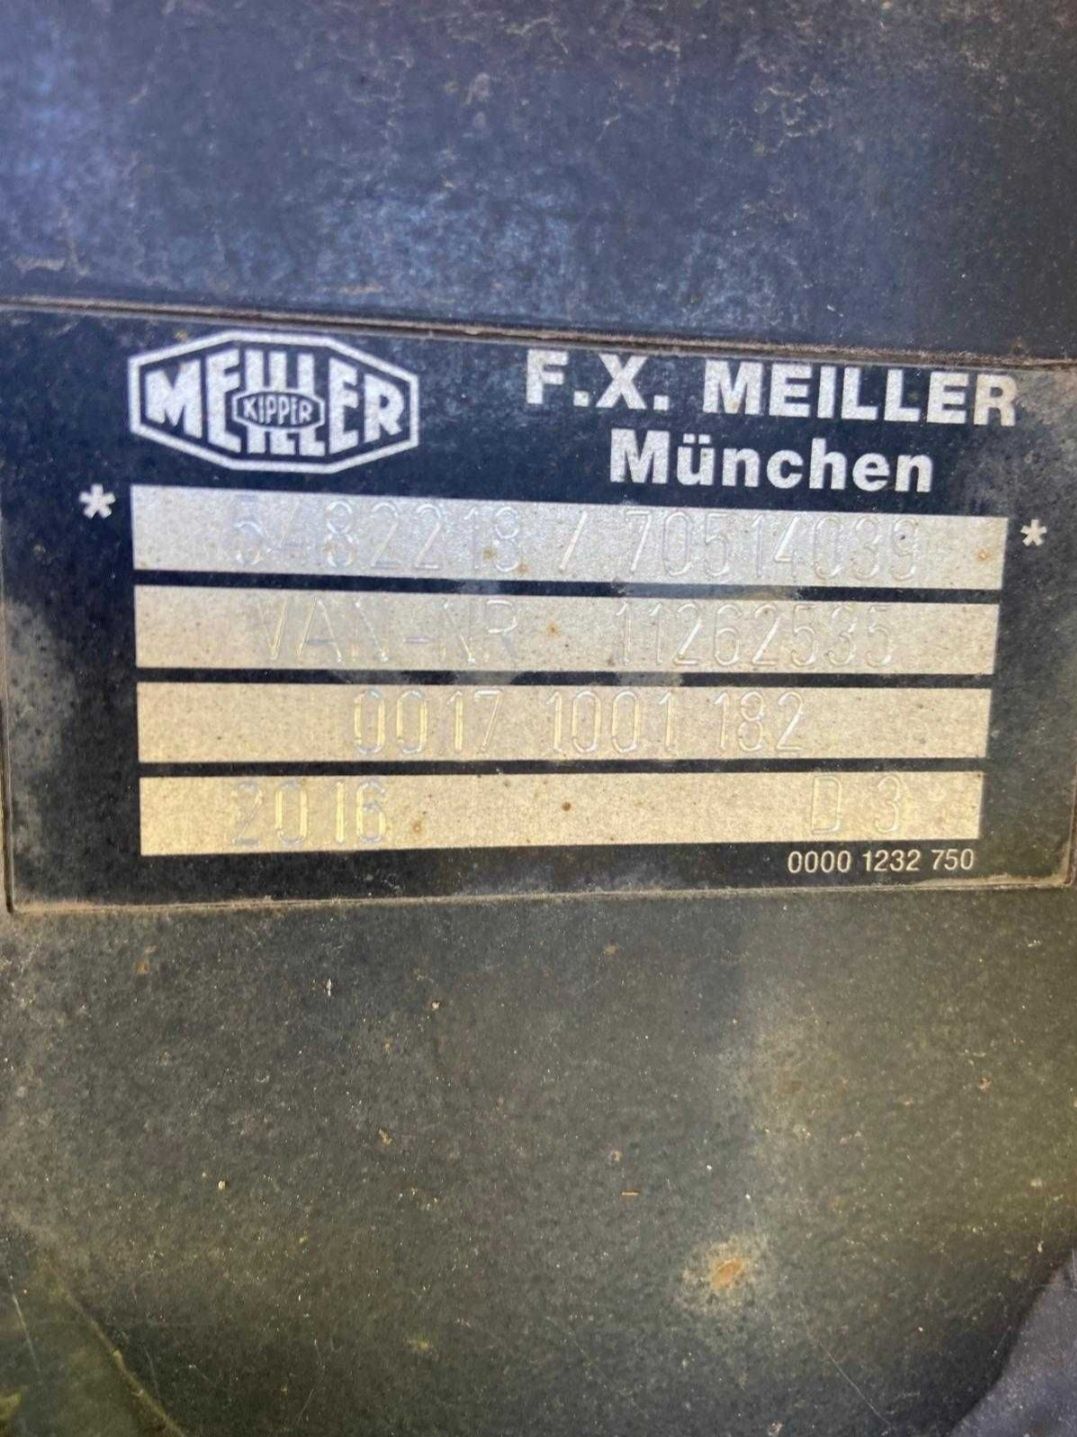 MEILLER
KIPPER
F.X. MEILLER
München
* 5482218 / 70514039 *
VAN-NR 11262535
0017 1001 182
2016 D 3
0000 1232 750